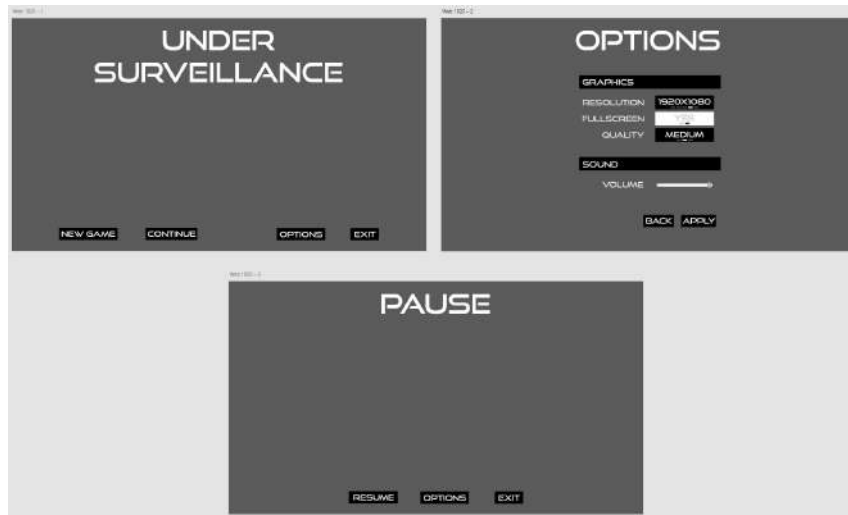 UNDER
SURVEILLANCE
NEW GAME CONTINUE OPTIONS EXIT
OPTIONS
GRAPHICS
RESOLUTION 1920X1080
FULLSCREEN YES
QUALITY MEDIUM
SOUND
VOLUME
BACK APPLY
PAUSE
RESUME OPTIONS EXIT